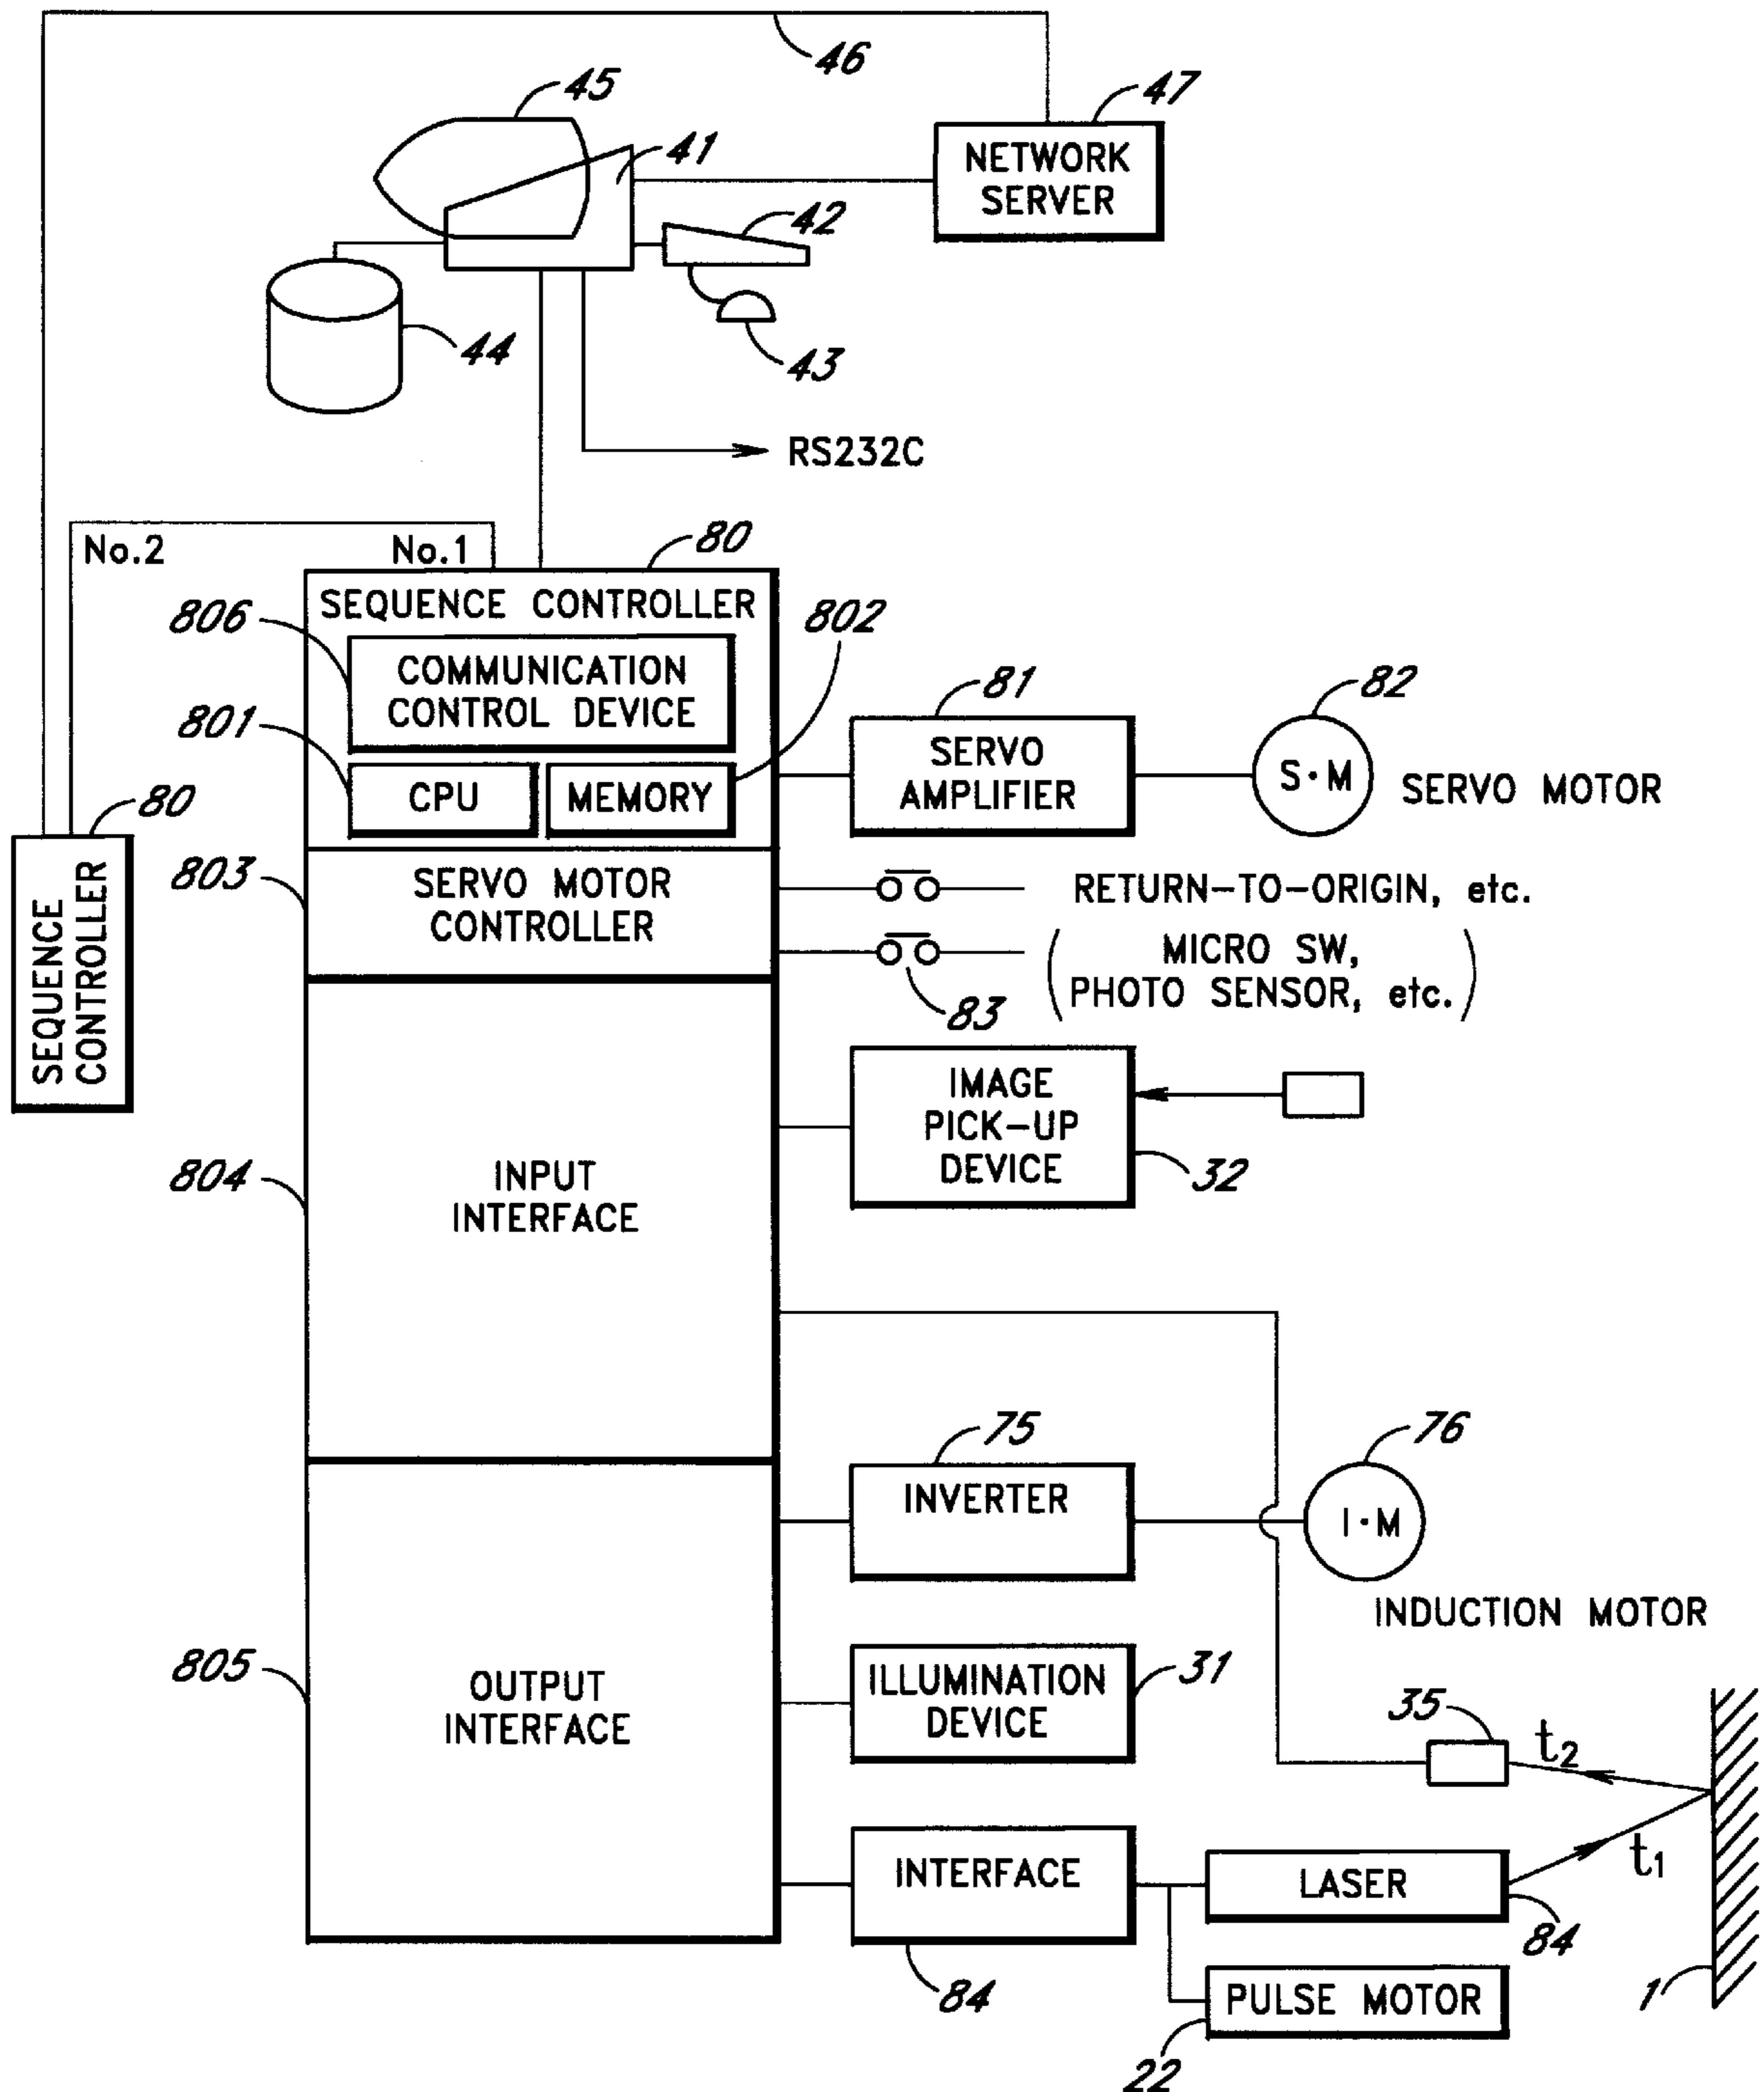 46
45
47
41
NETWORK
SERVER
42
44
43
RS232C
No.2
No.1
80
SEQUENCE CONTROLLER
806
802
COMMUNICATION
CONTROL DEVICE
81
82
801
SERVO
AMPLIFIER
S·M
SERVO MOTOR
CPU
MEMORY
80
SEQUENCE
CONTROLLER
803
SERVO MOTOR
CONTROLLER
RETURN-TO-ORIGIN, etc.
(MICRO SW,
PHOTO SENSOR, etc.)
83
IMAGE
PICK-UP
DEVICE
32
804
INPUT
INTERFACE
75
76
INVERTER
I·M
INDUCTION MOTOR
805
OUTPUT
INTERFACE
ILLUMINATION
DEVICE
31
35
t2
t1
INTERFACE
LASER
84
84
PULSE MOTOR
1
22